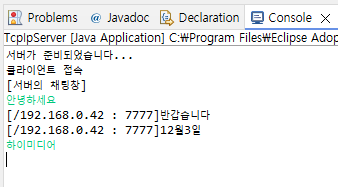 Problems @ Javadoc Declaration Console
TcpIpServer [Java Application] C:₩Program Files₩Eclipse Adop
서버가 준비되었습니다...
클라이언트 접속
[서버의 채팅창]
안녕하세요
[/192.168.0.42 : 7777]반갑습니다
[/192.168.0.42 : 7777]12월3일
하이미디어